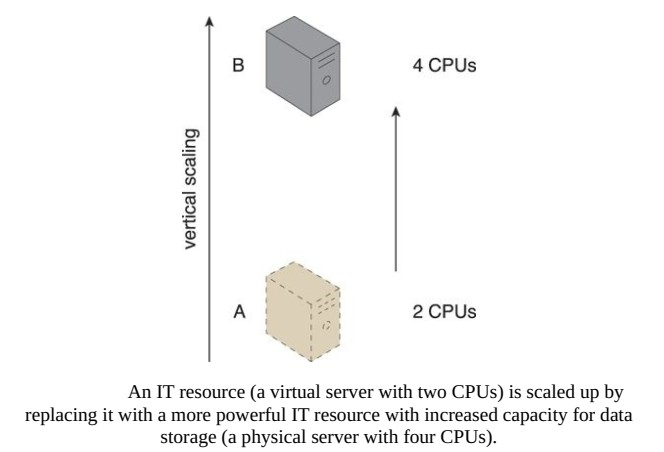 B
4 CPUs
vertical scaling
A
2 CPUs
An IT resource (a virtual server with two CPUs) is scaled up by
replacing it with a more powerful IT resource with increased capacity for data
storage (a physical server with four CPUs).